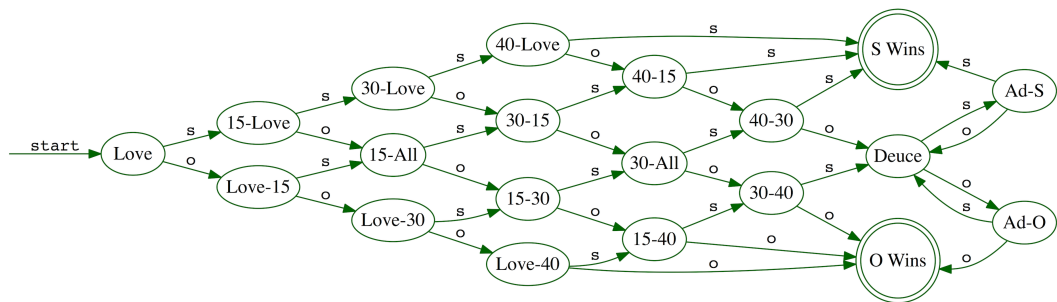 start
Love
s
o
15-Love
Love-15
s
o
s
o
30-Love
15-All
Love-30
s
o
s
o
s
o
40-Love
30-15
15-30
Love-40
s
o
s
o
s
o
s
o
40-15
30-All
15-40
s
o
s
o
s
o
40-30
30-40
s
o
s
o
S Wins
Deuce
O Wins
s
o
s
o
s
o
Ad-S
Ad-O